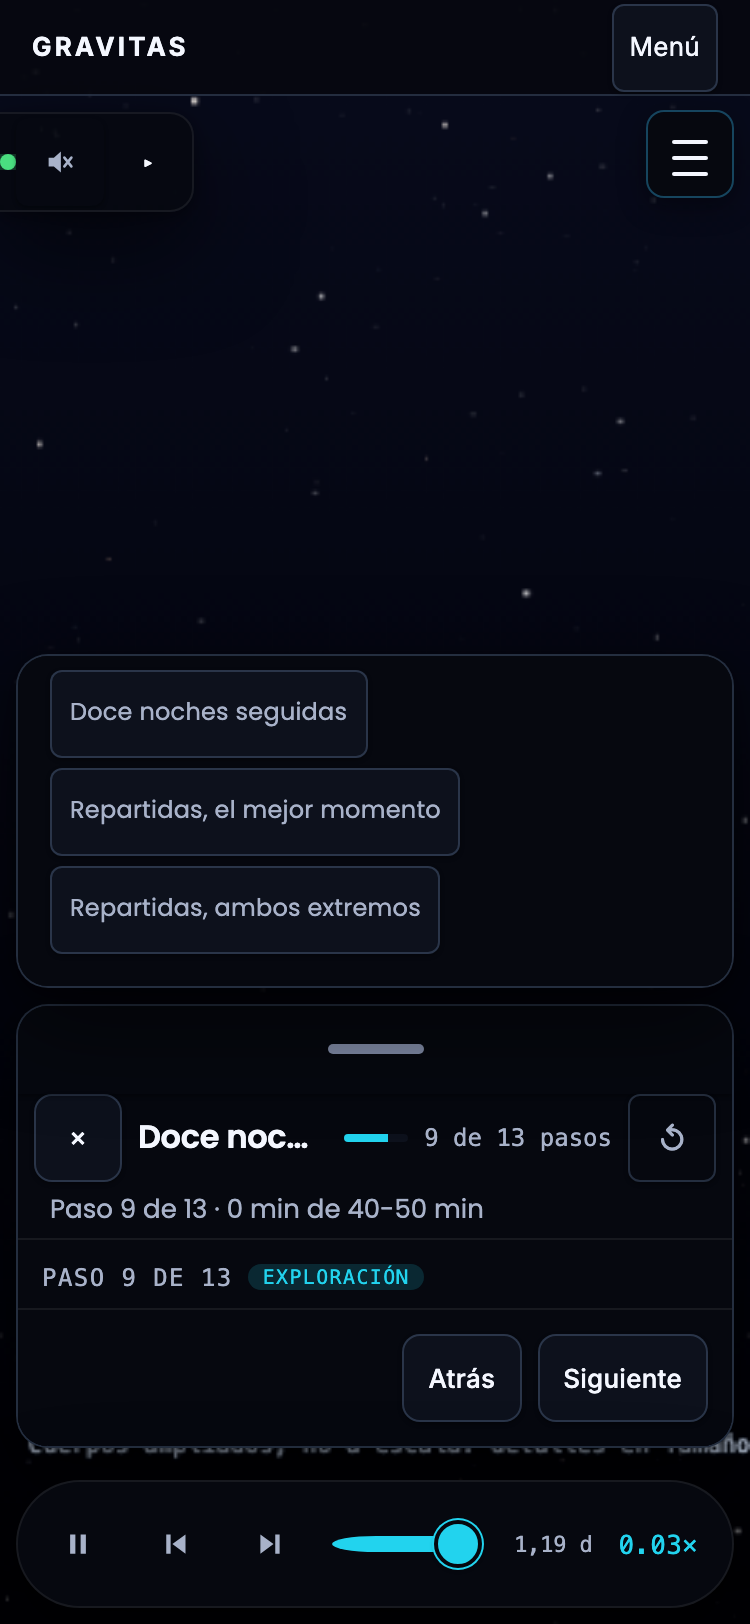 GRAVITAS
Menú
Doce noches seguidas
Repartidas, el mejor momento
Repartidas, ambos extremos
×
Doce noc...
9 de 13 pasos
Paso 9 de 13 · 0 min de 40-50 min
PASO 9 DE 13
EXPLORACIÓN
Atrás
Siguiente
1,19 d
0.03×